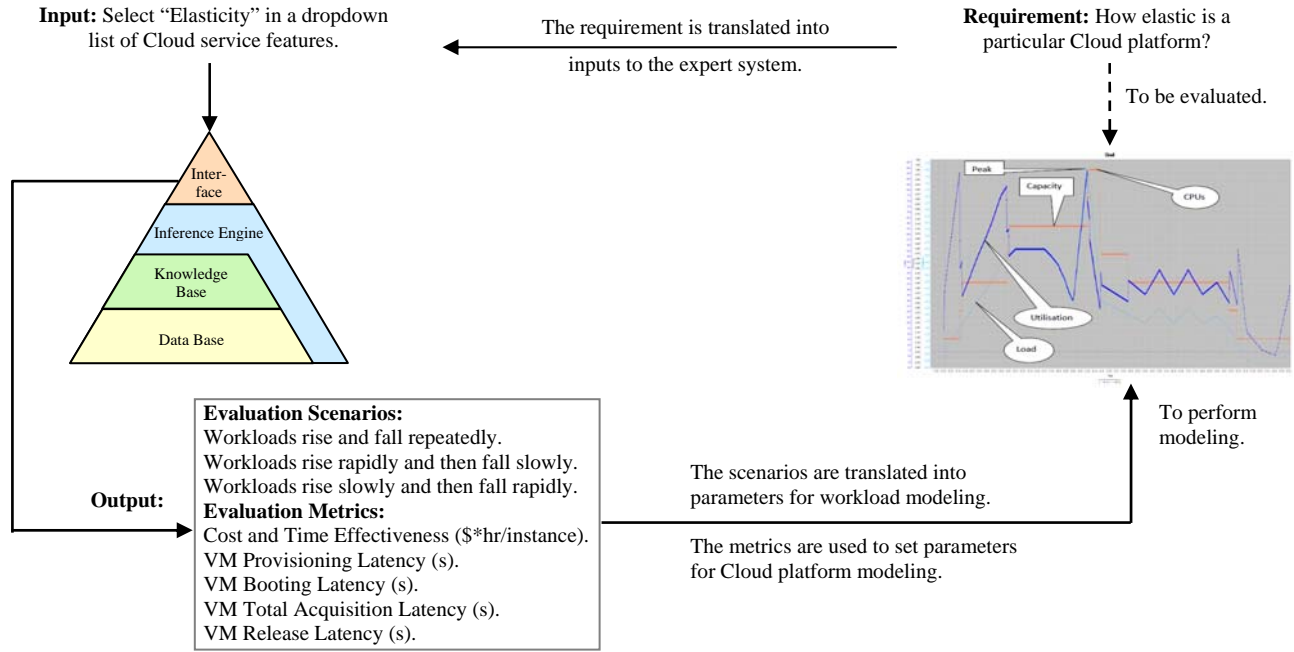 Input: Select “Elasticity” in a dropdown
list of Cloud service features.
The requirement is translated into
inputs to the expert system.
Requirement: How elastic is a
particular Cloud platform?
To be evaluated.
Inter-
face
Inference Engine
Knowledge
Base
Data Base
Peak
Capacity
CPUs
Utilisation
Load
To perform
modeling.
Output:
Evaluation Scenarios:
Workloads rise and fall repeatedly.
Workloads rise rapidly and then fall slowly.
Workloads rise slowly and then fall rapidly.
Evaluation Metrics:
Cost and Time Effectiveness ($*hr/instance).
VM Provisioning Latency (s).
VM Booting Latency (s).
VM Total Acquisition Latency (s).
VM Release Latency (s).
The scenarios are translated into
parameters for workload modeling.
The metrics are used to set parameters
for Cloud platform modeling.